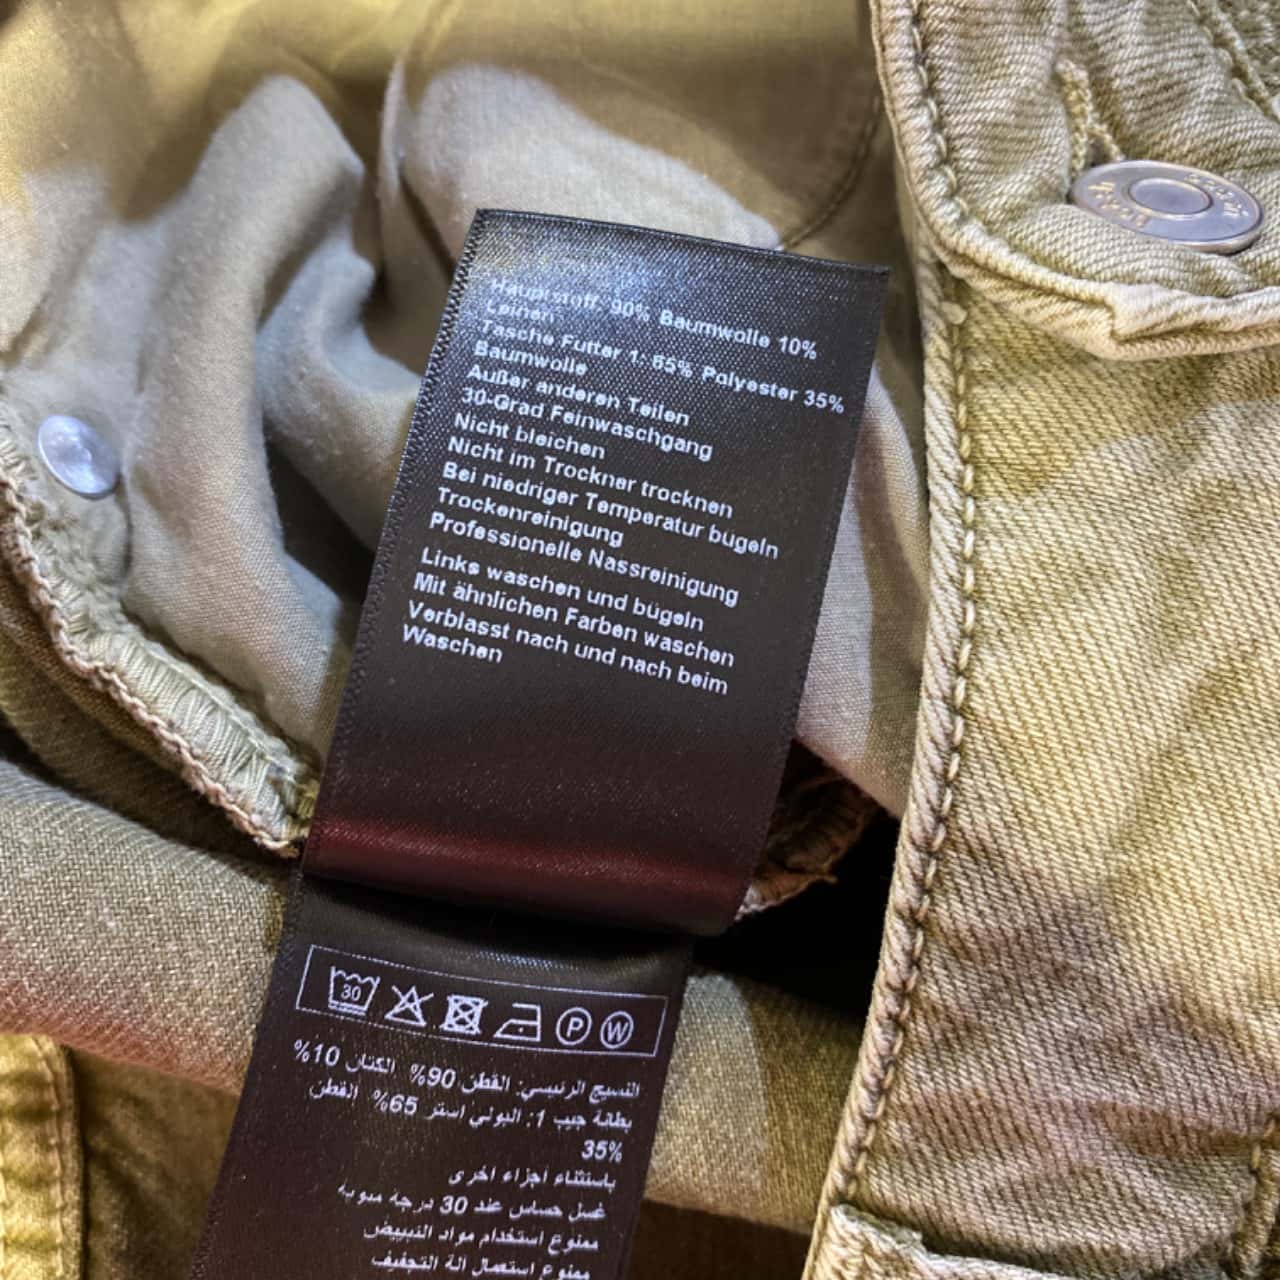 Hauptstoff 90% Baumwolle 10%
Leinen
Tasche Futter 1: 65% Polyester 35%
Baumwolle
Außer anderen Teilen
30-Grad Feinwaschgang
Nicht bleichen
Nicht im Trockner trocknen
Bei niedriger Temperatur bügeln
Trockenreinigung
Professionelle Nassreinigung
Links waschen und bügeln
Mit ähnlichen Farben waschen
Verblasst nach und nach beim
Waschen
30 P W
النسيج الرئيسي: القطن 90% الكتان 10%
بطانة جيب 1: البولي استر 65% القطن
35%
باستثناء اجزاء اخرى
غسل حساس عند 30 درجة مئوية
ممنوع استخدام مواد التبييض
ممنوع استعمال آلة التجفيف